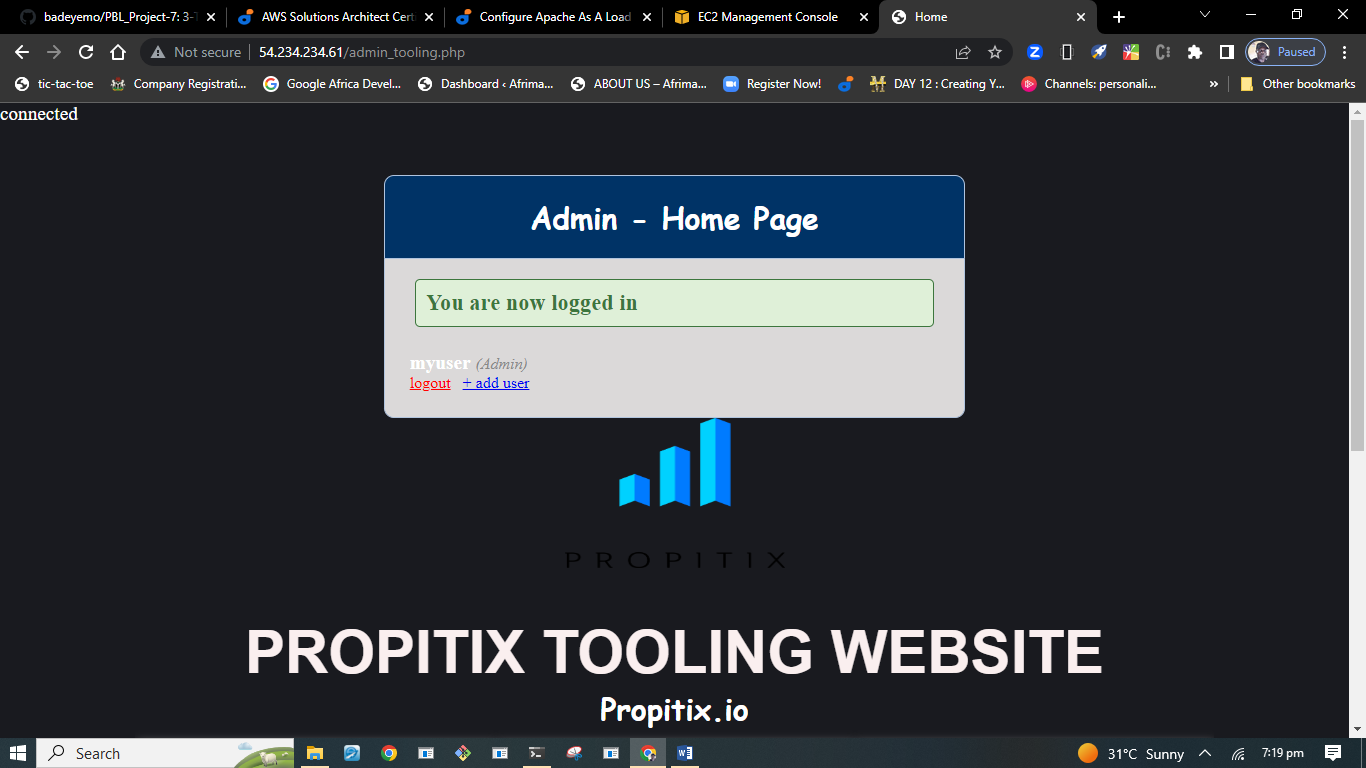 badeyemo/PBL_Project-7: 3-T
AWS Solutions Architect Cert
Configure Apache As A Load
EC2 Management Console
Home
Not secure
54.234.234.61/admin_tooling.php
Paused
tic-tac-toe
Company Registrati...
Google Africa Devel...
Dashboard ‹ Afrima...
ABOUT US – Afrima...
Register Now!
DAY 12 : Creating Y...
Channels: personali...
»
Other bookmarks
connected
Admin - Home Page
You are now logged in
myuser (Admin)
logout + add user
PROPITIX
PROPITIX TOOLING WEBSITE
Propitix.io
Search
31°C Sunny
7:19 pm